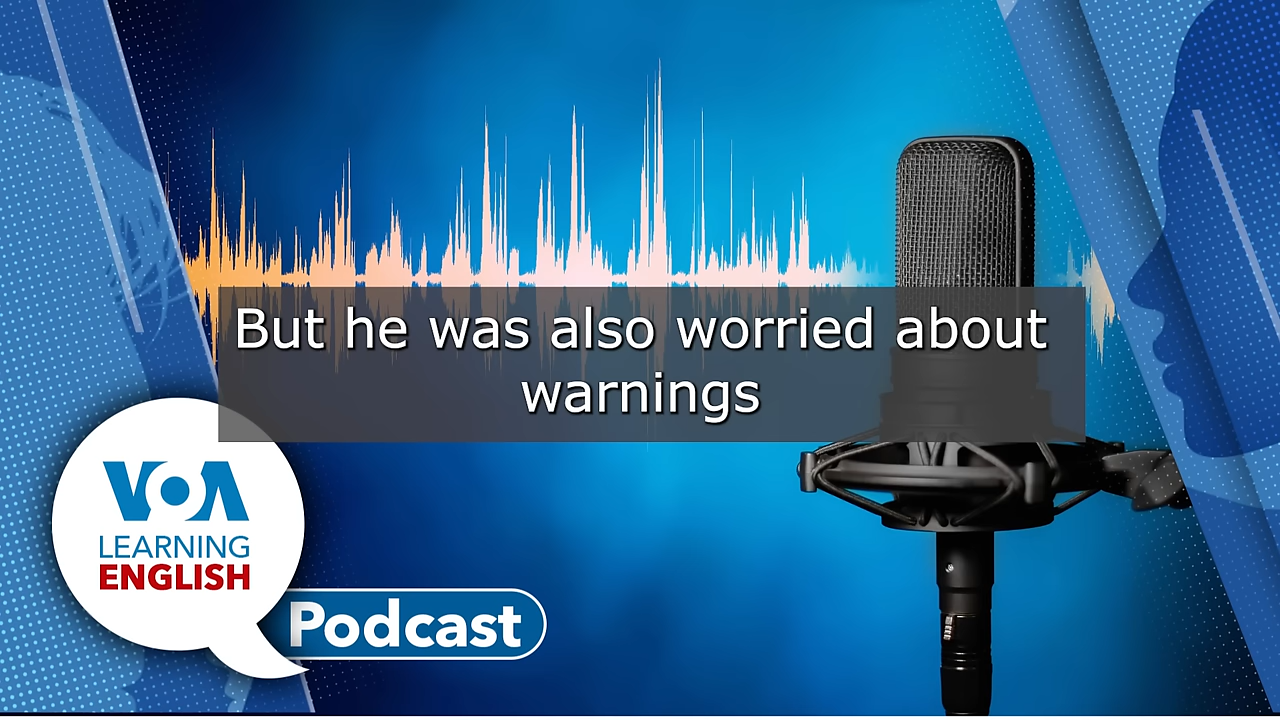 But he was also worried about
warnings
VOA
LEARNING
ENGLISH
Podcast